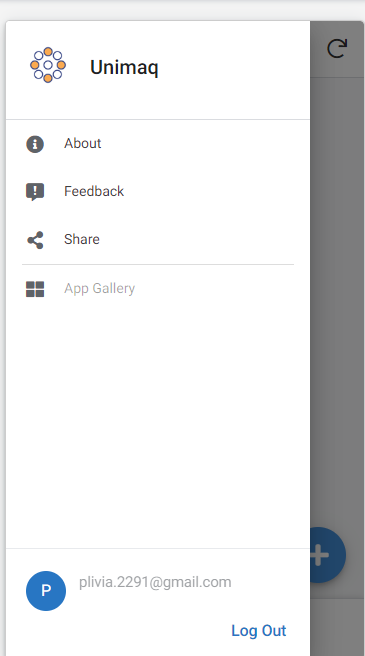 Unimaq
About
Feedback
Share
App Gallery
P
plivia.2291@gmail.com
Log Out